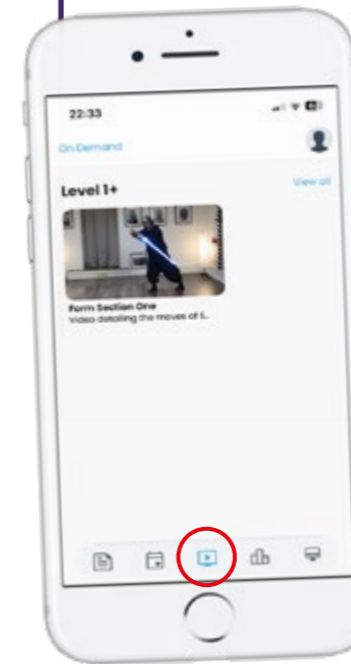 22:33
On Demand
Level 1+
View all
Form Section One
Video detailing the moves of S..